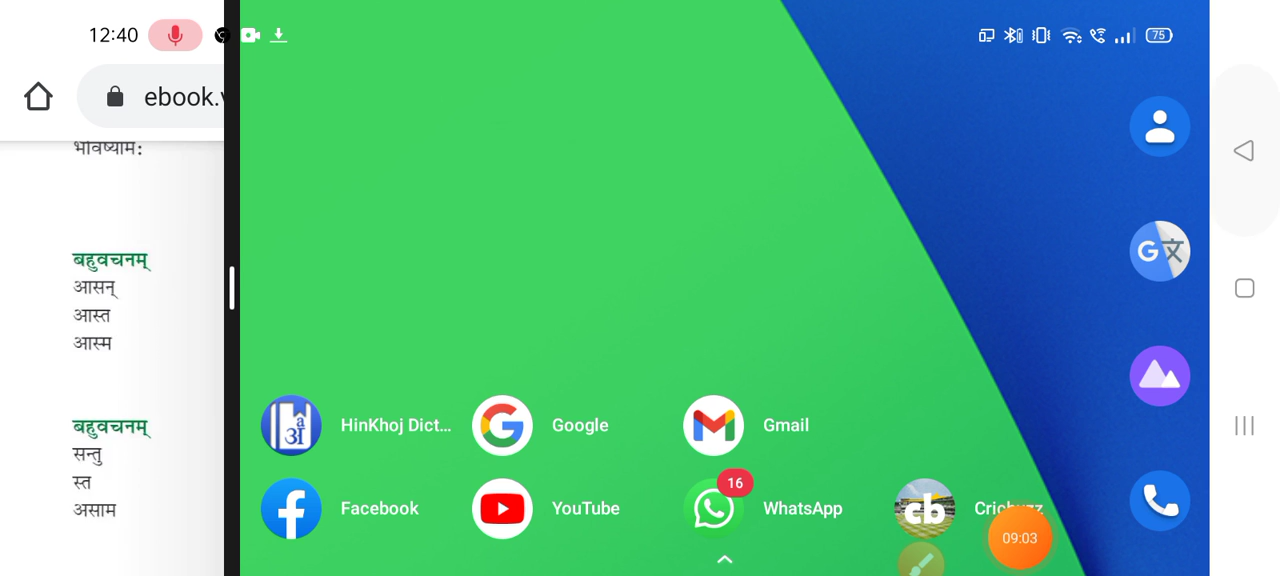 12:40
75
ebook.
भविष्याम:
बहुवचनम्
आसन्
आस्त
आस्म
बहुवचनम्
सन्तु
स्त
असाम
HinKhoj Dict...
Google
Gmail
16
Facebook
YouTube
WhatsApp
Cricbuzz
09:03